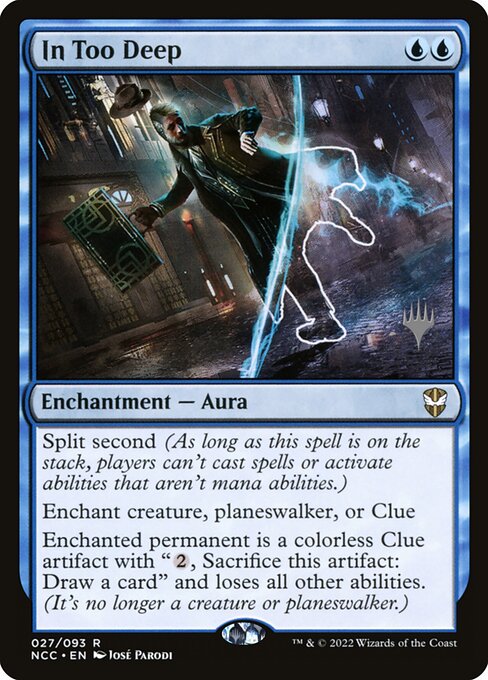 In Too Deep
Enchantment — Aura
Split second (As long as this spell is on the
stack, players can't cast spells or activate
abilities that aren't mana abilities.)
Enchant creature, planeswalker, or Clue
Enchanted permanent is a colorless Clue
artifact with “2, Sacrifice this artifact:
Draw a card” and loses all other abilities.
(It's no longer a creature or planeswalker.)
027/093 R
NCC • EN José Parodi
™ & © 2022 Wizards of the Coast